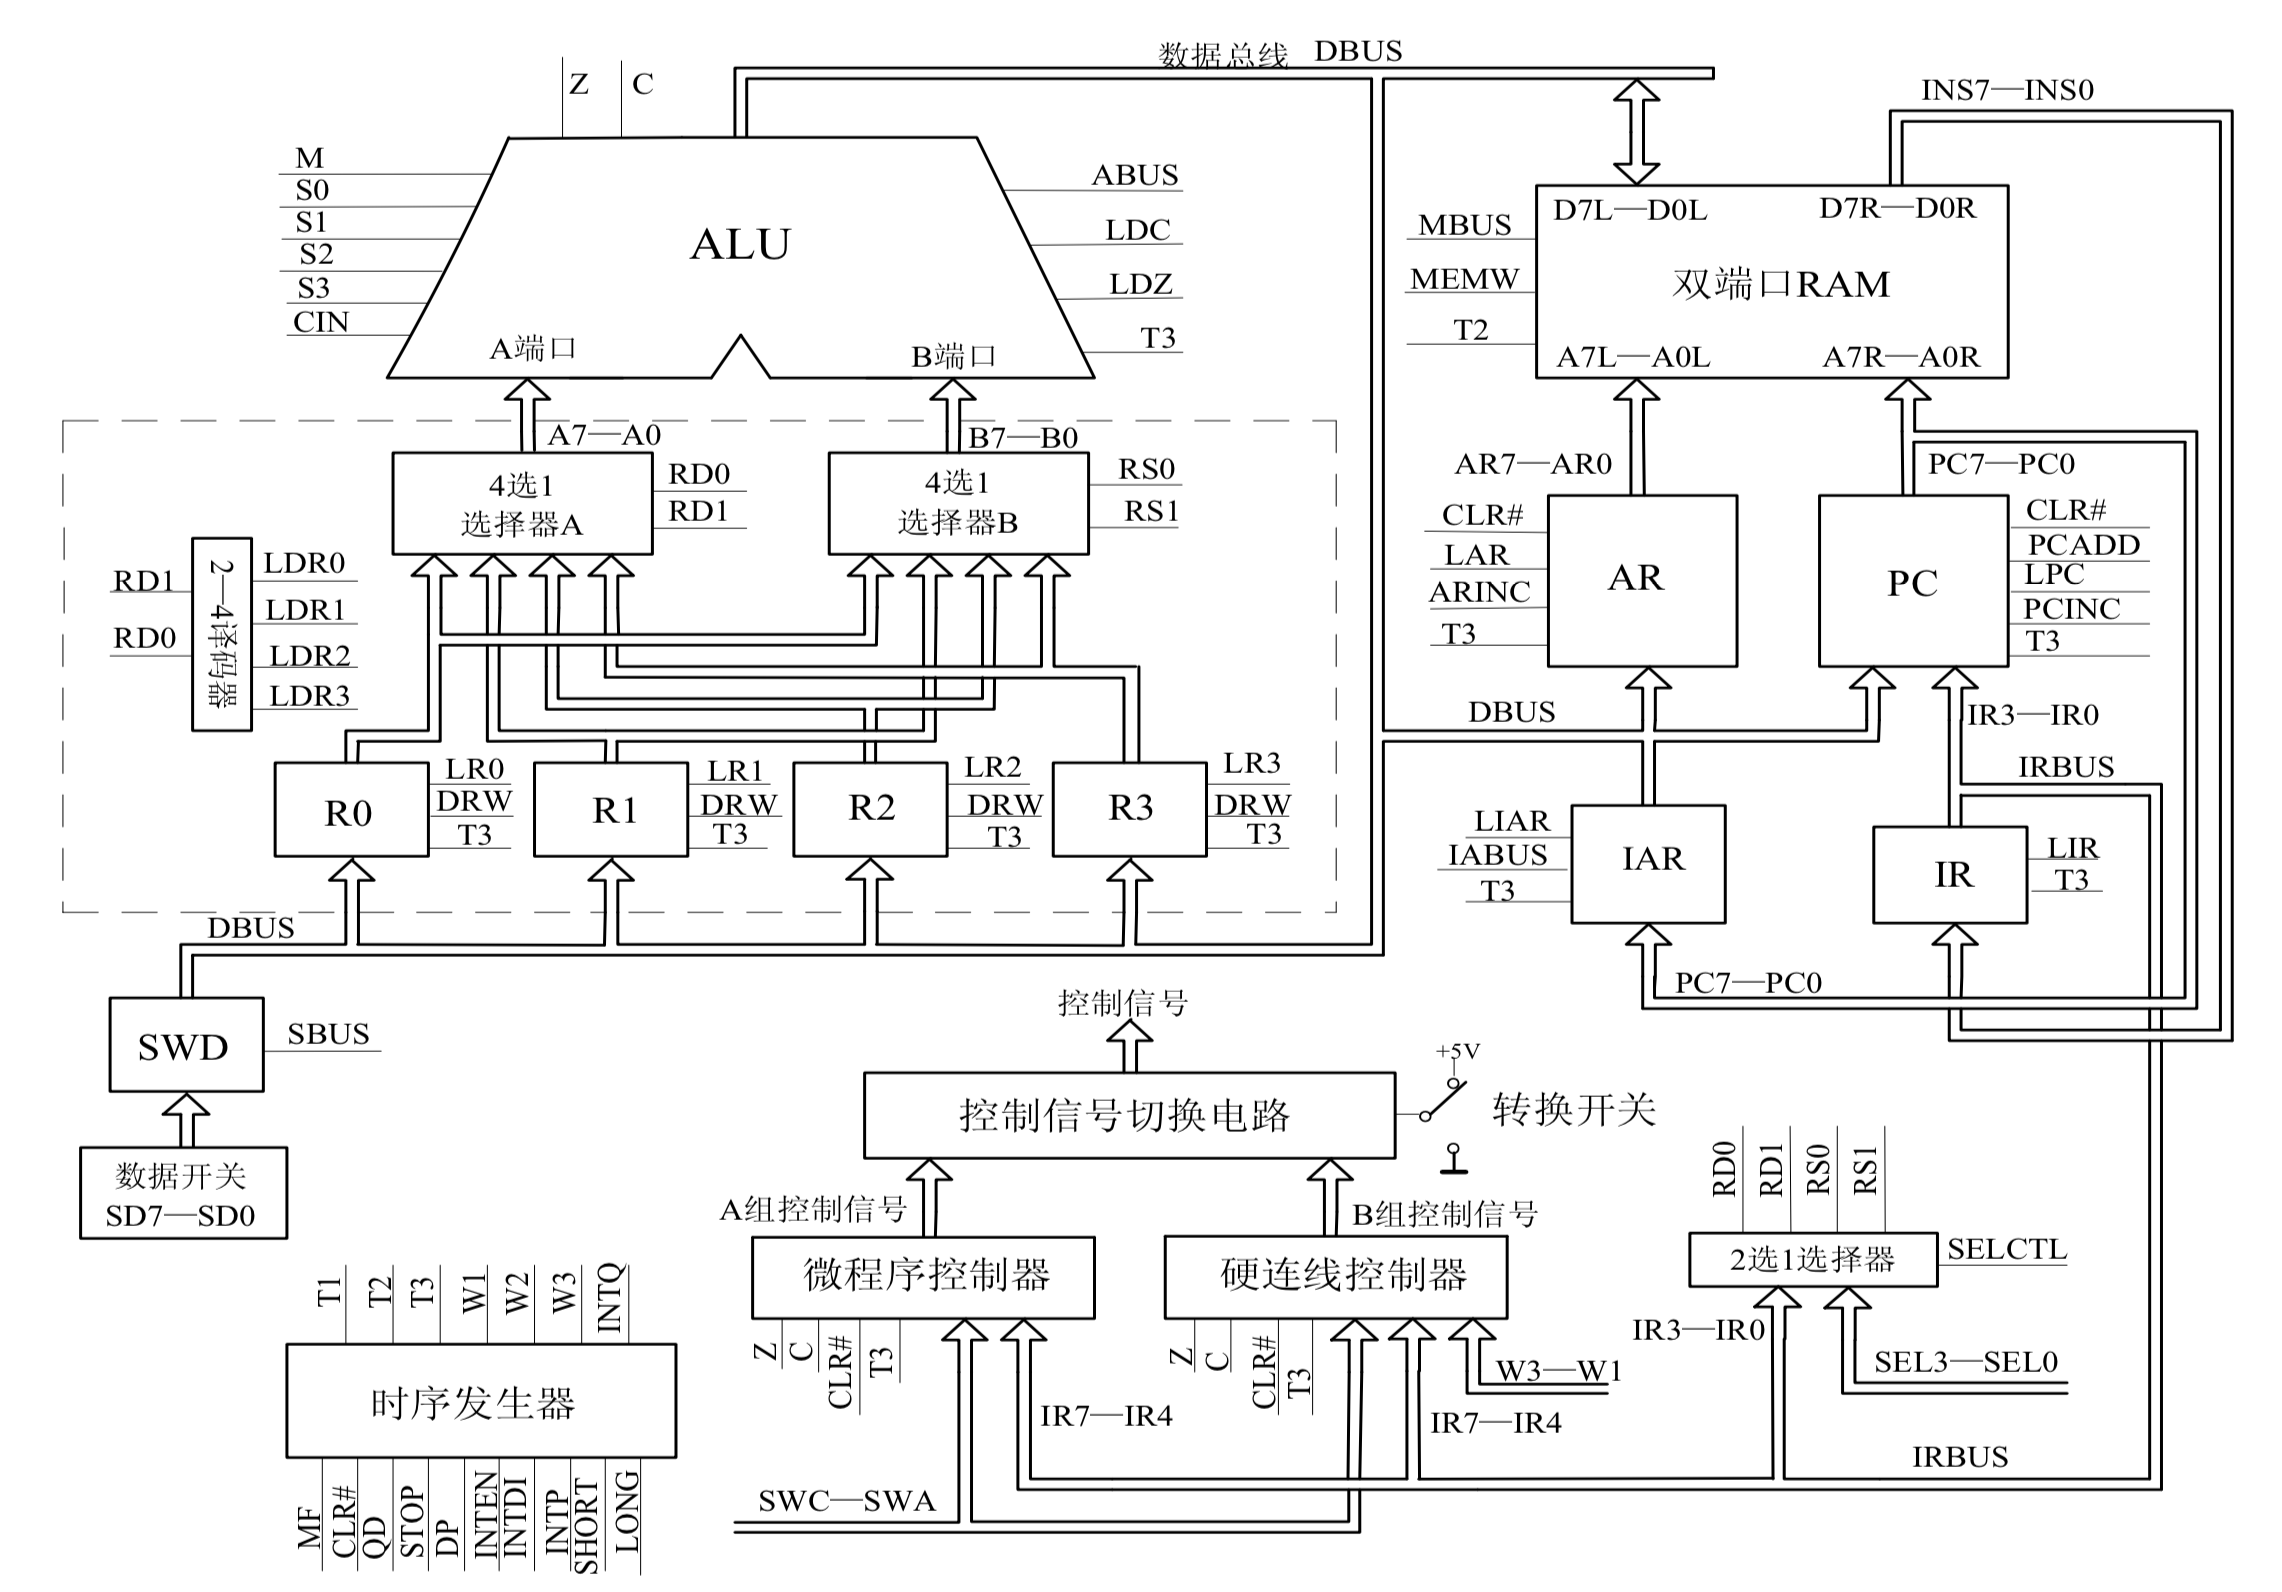 数据总线 DBUS
Z
C
INS7—INS0
M
S0
S1
S2
S3
CIN
ALU
A端口
B端口
ABUS
LDC
LDZ
T3
MBUS
MEMW
T2
D7L—D0L
D7R—D0R
双端口RAM
A7L—A0L
A7R—A0R
A7—A0
B7—B0
4选1
选择器A
RD0
RD1
4选1
选择器B
RS0
RS1
AR7—AR0
PC7—PC0
CLR#
LAR
ARINC
T3
AR
PC
CLR#
PCADD
LPC
PCINC
T3
RD1
RD0
2—4译码器
LDR0
LDR1
LDR2
LDR3
DBUS
IR3—IR0
IRBUS
R0
LR0
DRW
T3
R1
LR1
DRW
T3
R2
LR2
DRW
T3
R3
LR3
DRW
T3
LIAR
IABUS
T3
IAR
IR
LIR
T3
DBUS
PC7—PC0
SWD
SBUS
数据开关
SD7—SD0
控制信号
控制信号切换电路
+5V
转换开关
A组控制信号
B组控制信号
微程序控制器
硬连线控制器
Z
C
CLR#
T3
Z
C
CLR#
T3
W3—W1
IR7—IR4
IR7—IR4
SWC—SWA
RD0
RD1
RS0
RS1
2选1选择器
SELCTL
IR3—IR0
SEL3—SEL0
IRBUS
T1
T2
T3
W1
W2
W3
INTQ
时序发生器
MF
CLR#
QD
STOP
DP
INTEN
INTDI
INTP
SHORT
LONG